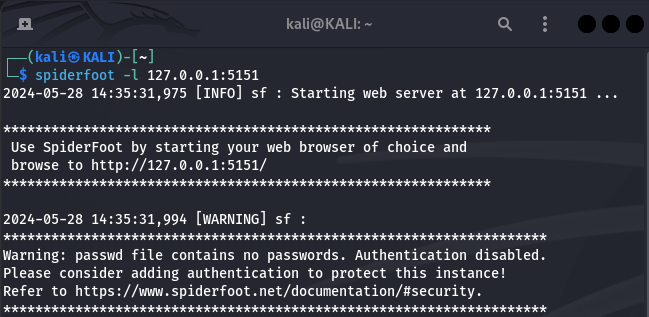 kali@KALI: ~
┌──(kali㉿KALI)-[~]
└─$ spiderfoot -l 127.0.0.1:5151
2024-05-28 14:35:31,975 [INFO] sf : Starting web server at 127.0.0.1:5151 ...
*************************************************************
Use SpiderFoot by starting your web browser of choice and
browse to http://127.0.0.1:5151/
*************************************************************
2024-05-28 14:35:31,994 [WARNING] sf :
********************************************************************
Warning: passwd file contains no passwords. Authentication disabled.
Please consider adding authentication to protect this instance!
Refer to https://www.spiderfoot.net/documentation/#security.
********************************************************************